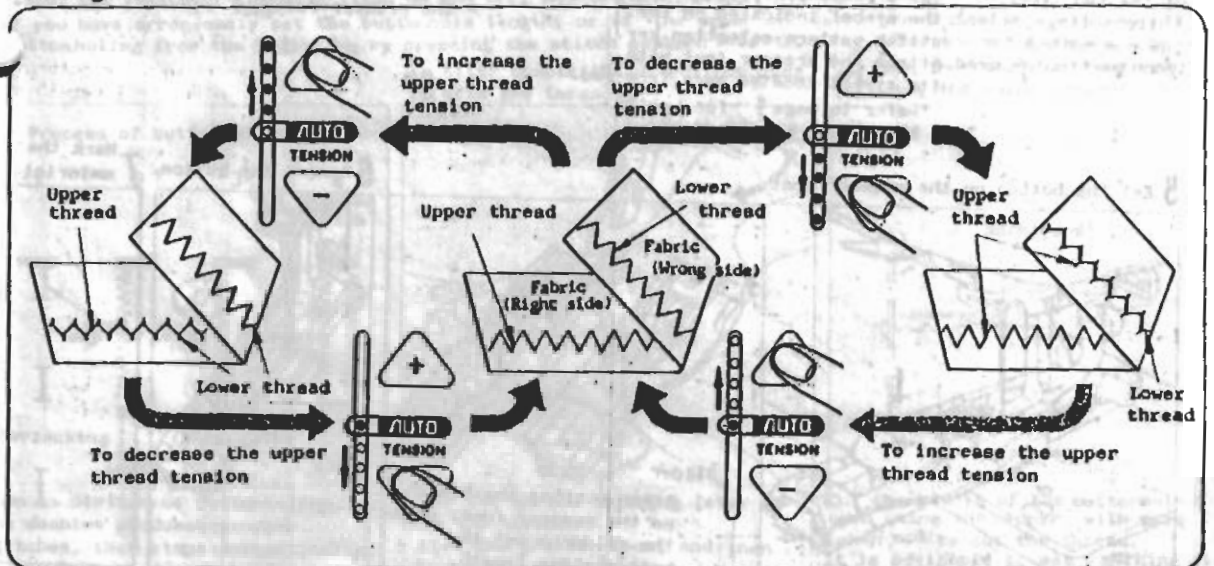 To increase the
upper thread
tension
To decrease the
upper thread
tension
+
AUTO
TENSION
−
AUTO
TENSION
Upper
thread
Upper thread
Lower
thread
Fabric
(Wrong side)
Fabric
(Right side)
Upper
thread
Lower thread
Lower
thread
+
AUTO
TENSION
AUTO
TENSION
−
To decrease the upper
thread tension
To increase the upper
thread tension